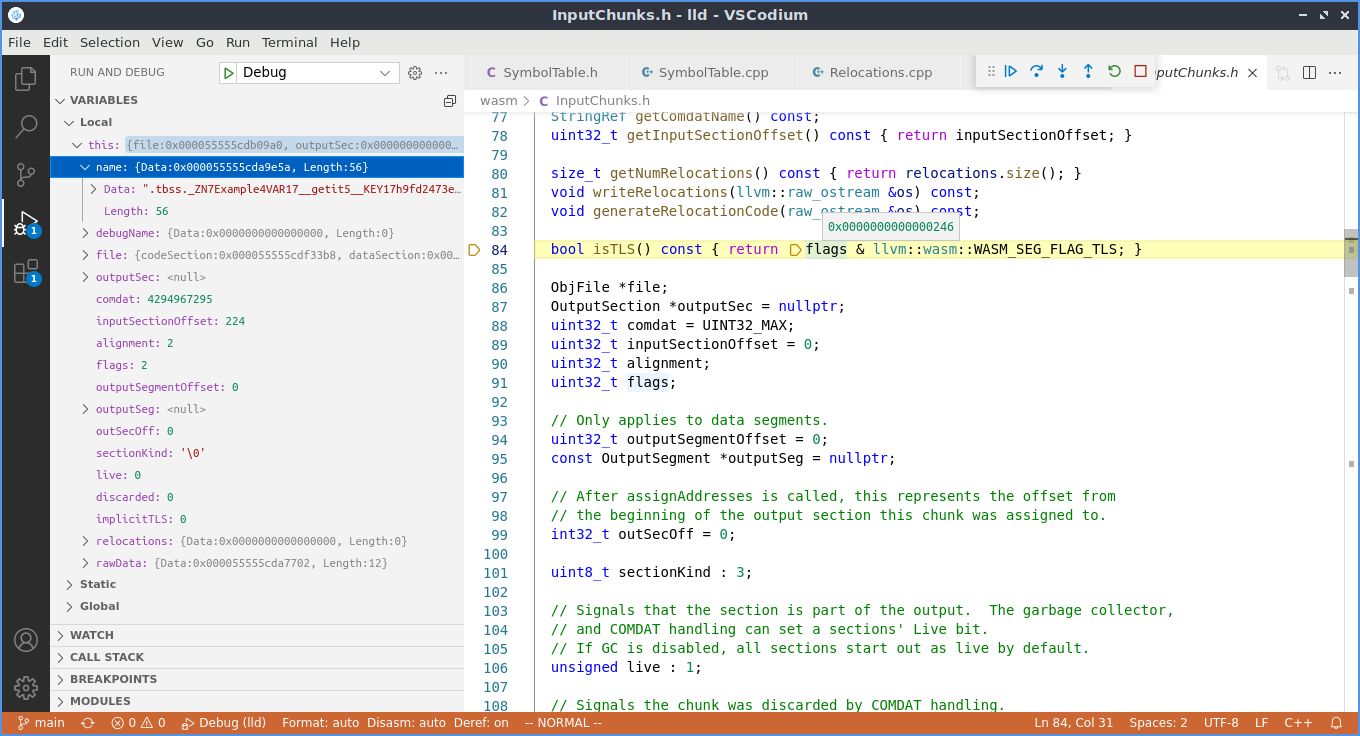 InputChunks.h - lld - VSCodium
File Edit Selection View Go Run Terminal Help
RUN AND DEBUG
Debug
VARIABLES
Local
this: {file:0x000055555cdb09a0, outputSec:0x000000000000…
name: {Data:0x000055555cda9e5a, Length:56}
Data: ".tbss._ZN7Example4VAR17__getit5__KEY17h9fd2473e…
Length: 56
debugName: {Data:0x0000000000000000, Length:0}
file: {codeSection:0x000055555cdf33b8, dataSection:0x00…
outputSec: <null>
comdat: 4294967295
inputSectionOffset: 224
alignment: 2
flags: 2
outputSegmentOffset: 0
outputSeg: <null>
outSecOff: 0
sectionKind: '\0'
live: 0
discarded: 0
implicitTLS: 0
relocations: {Data:0x0000000000000000, Length:0}
rawData: {Data:0x000055555cda7702, Length:12}
Static
Global
WATCH
CALL STACK
BREAKPOINTS
MODULES
1
1
SymbolTable.h
SymbolTable.cpp
Relocations.cpp
putChunks.h
wasm > C InputChunks.h
77 StringRef getComdatName() const;
78 uint32_t getInputSectionOffset() const { return inputSectionOffset; }
79
80 size_t getNumRelocations() const { return relocations.size(); }
81 void writeRelocations(llvm::raw_ostream &os) const;
82 void generateRelocationCode(raw_ostream &os) const;
83
0x0000000000000246
84 bool isTLS() const { return flags & llvm::wasm::WASM_SEG_FLAG_TLS; }
85
86 ObjFile *file;
87 OutputSection *outputSec = nullptr;
88 uint32_t comdat = UINT32_MAX;
89 uint32_t inputSectionOffset = 0;
90 uint32_t alignment;
91 uint32_t flags;
92
93 // Only applies to data segments.
94 uint32_t outputSegmentOffset = 0;
95 const OutputSegment *outputSeg = nullptr;
96
97 // After assignAddresses is called, this represents the offset from
98 // the beginning of the output section this chunk was assigned to.
99 int32_t outSecOff = 0;
100
101 uint8_t sectionKind : 3;
102
103 // Signals that the section is part of the output.  The garbage collector,
104 // and COMDAT handling can set a sections' Live bit.
105 // If GC is disabled, all sections start out as live by default.
106 unsigned live : 1;
107
108 // Signals the chunk was discarded by COMDAT handling.
main 0 0 Debug (lld) Format: auto Disasm: auto Deref: on -- NORMAL -- Ln 84, Col 31 Spaces: 2 UTF-8 LF C++